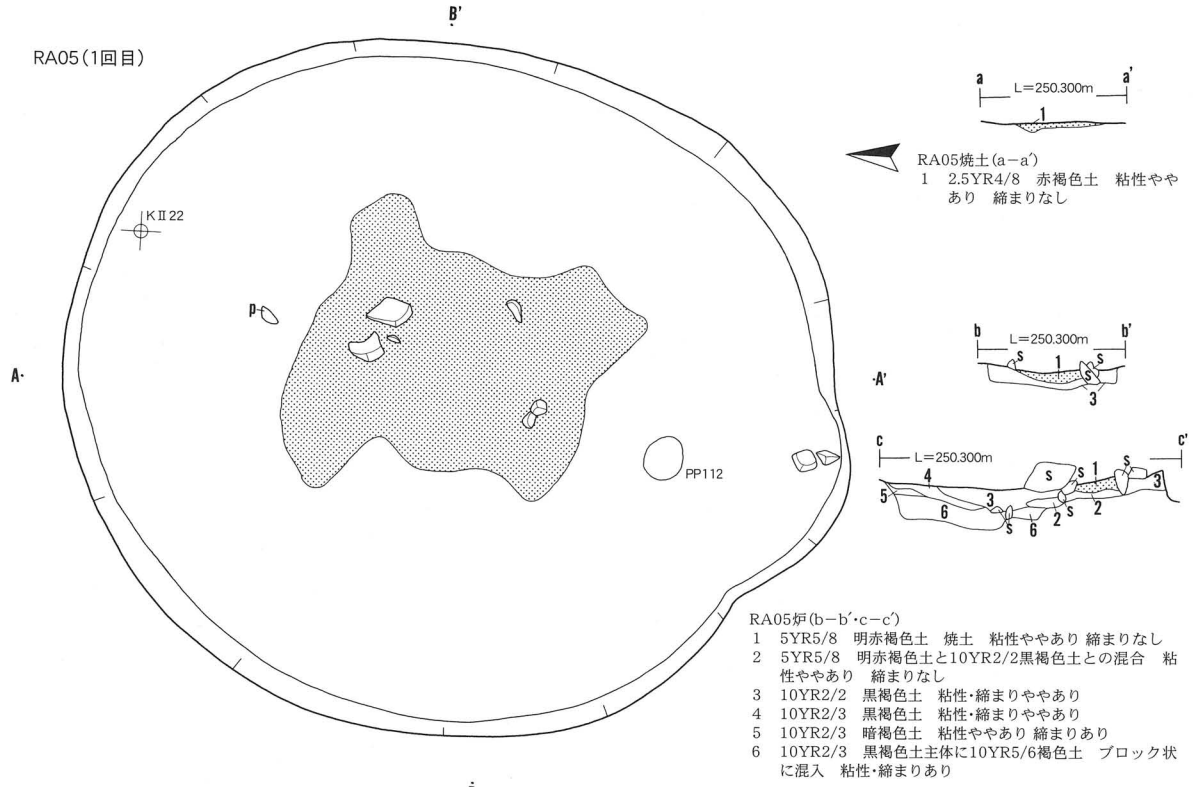 B'
RA05(1回目)
a a'
L=250.300m
1
RA05焼土(a-a')
1 2.5YR4/8 赤褐色土 粘性やや
あり 締まりなし
KⅡ22
p
b b'
L=250.300m
s 1 s
s
3
A・ ・A'
PP112
c c'
L=250.300m
4 s s 1 s 3
5 3
6 s 6 2 s 2
RA05炉(b-b'・c-c')
1 5YR5/8 明赤褐色土 焼土 粘性ややあり 締まりなし
2 5YR5/8 明赤褐色土と10YR2/2黒褐色土との混合 粘
性ややあり 締まりなし
3 10YR2/2 黒褐色土 粘性・締まりややあり
4 10YR2/3 黒褐色土 粘性・締まりややあり
5 10YR2/3 暗褐色土 粘性ややあり 締まりあり
6 10YR2/3 黒褐色土主体に10YR5/6褐色土 ブロック状
に混入 粘性・締まりあり